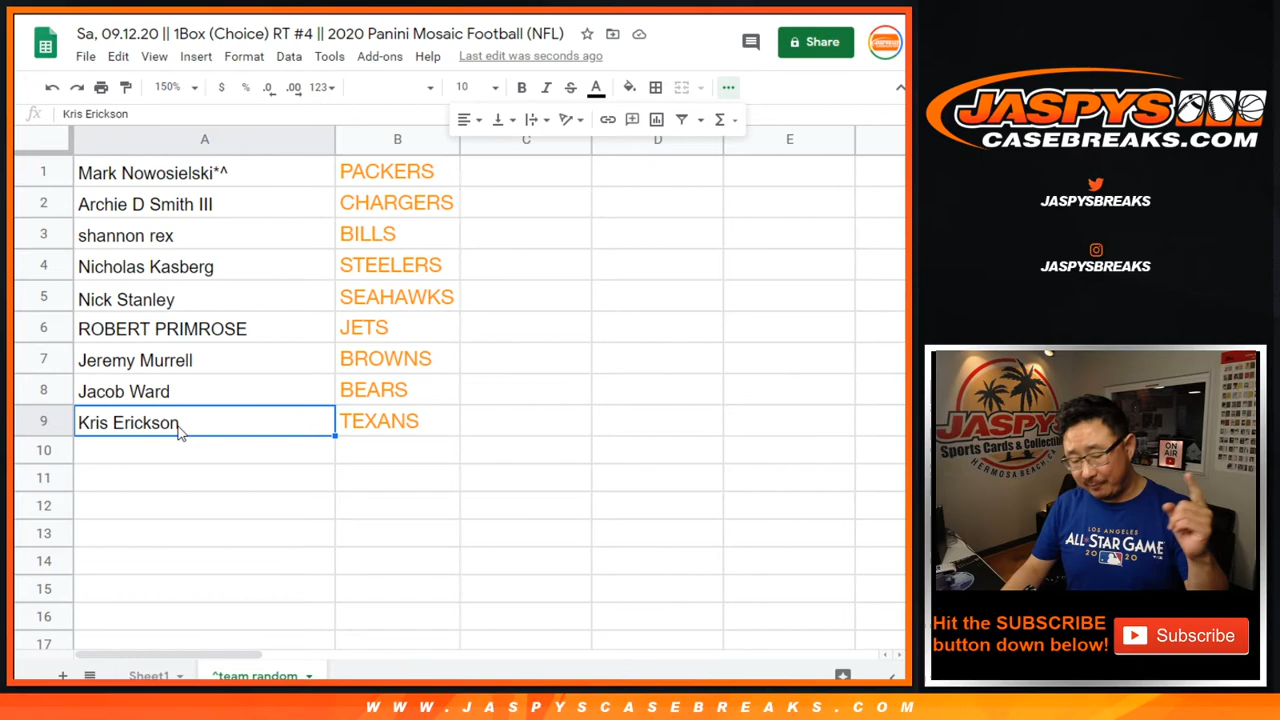 Sa, 09.12.20 || 1Box (Choice) RT #4 || 2020 Panini Mosaic Football (NFL)
File Edit View Insert Format Data Tools Add-ons Help Last edit was seconds ago
Share
150% $ % .0 .00 123 10 B I S A
fx Kris Erickson
A B C D E
1 Mark Nowosielski*^ PACKERS
2 Archie D Smith III CHARGERS
3 shannon rex BILLS
4 Nicholas Kasberg STEELERS
5 Nick Stanley SEAHAWKS
6 ROBERT PRIMROSE JETS
7 Jeremy Murrell BROWNS
8 Jacob Ward BEARS
9 Kris Erickson TEXANS
10
11
12
13
14
15
16
17
Sheet1 ^team random
JASPYS
CASEBREAKS.COM
JASPYSBREAKS
JASPYSBREAKS
JASPYS
Sports Cards & Collectib
HERMOSA BEACH, CA
ON AIR
LOS ANGELES
ALL STAR GAME
2020
Hit the SUBSCRIBE
button down below!
Subscribe
WWW.JASPYSCASEBREAKS.COM